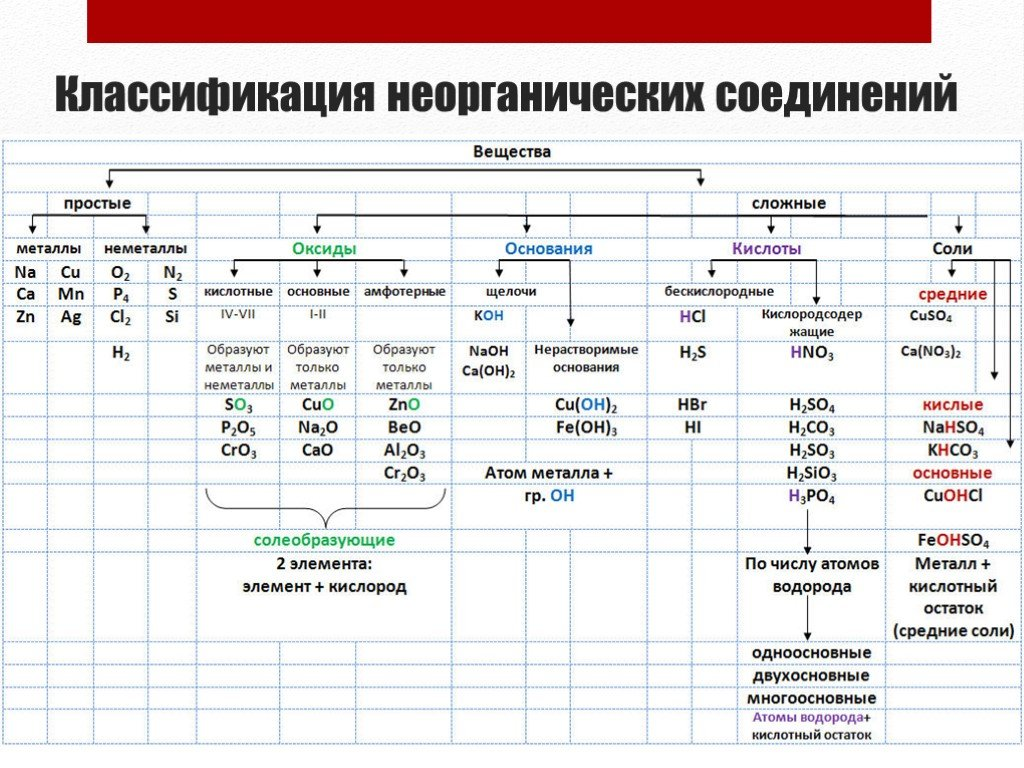 Классификация неорганических соединений
Вещества
простые сложные
металлы неметаллы Оксиды Основания Кислоты Соли
Na Cu O₂ N₂ кислотные основные амфотерные щелочи бескислородные средние
Ca Mn P₄ S
Zn Ag Cl₂ Si IV-VII I-II KOH HCl Кислородсодер CuSO₄
жащие
H₂ Образуют Образуют Образуют NaOH Нерастворимые H₂S HNO₃ Ca(NO₃)₂
металлы и только только Ca(OH)₂ основания
неметаллы металлы металлы
SO₃ CuO ZnO Cu(OH)₂ HBr H₂SO₄ кислые
P₂O₅ Na₂O BeO Fe(OH)₃ HI H₂CO₃ NaHSO₄
CrO₃ CaO Al₂O₃ H₂SO₃ KHCO₃
Cr₂O₃ Атом металла + H₂SiO₃ основные
гр. OH H₃PO₄ CuOHCl
солеобразующие FeOHSO₄
2 элемента: По числу атомов Металл +
элемент + кислород водорода кислотный
остаток
(средние соли)
одноосновные
двухосновные
многоосновные
Атомы водорода+
кислотный остаток